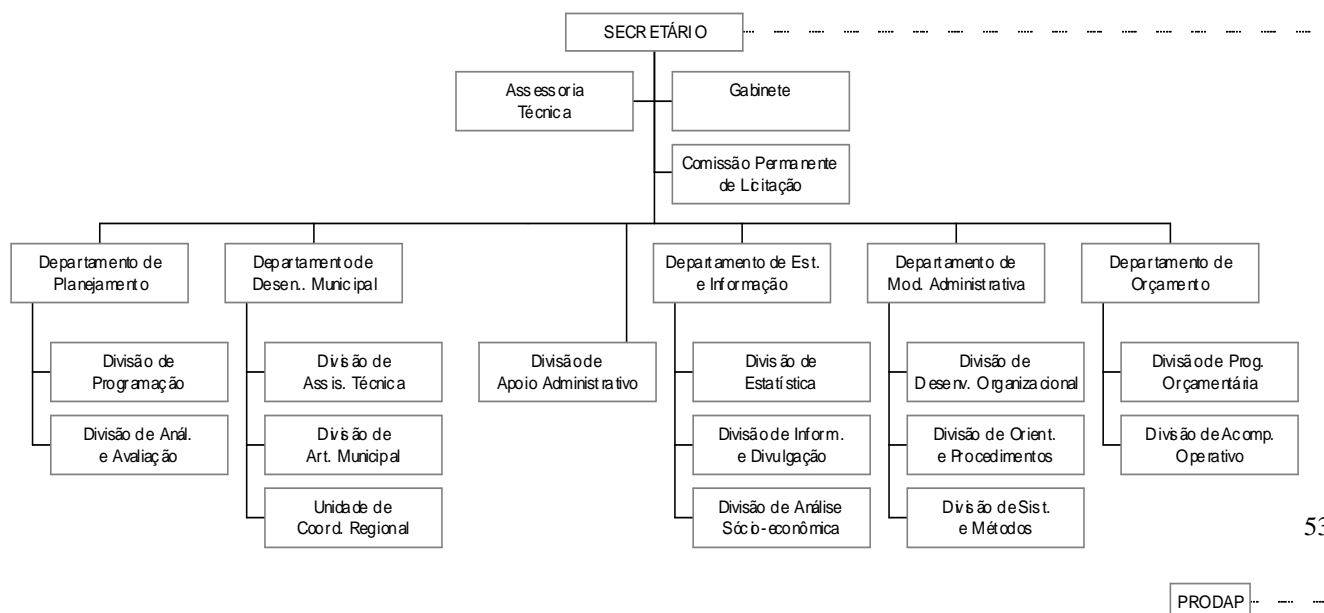 SECRETÁRIO
Assessoria
Técnica
Gabinete
Comissão Permanente
de Licitação
Departamento de
Planejamento
Departamento de
Desen.. Municipal
Departamento de Est.
e Informação
Departamento de
Mod. Administrativa
Departamento de
Orçamento
Divisão de
Programação
Divisão de
Assis. Técnica
Divisão de
Apoio Administrativo
Divisão de
Estatística
Divisão de
Desenv. Organizacional
Divisão de Prog.
Orçamentária
Divisão de Anál.
e Avaliação
Divisão de
Art. Municipal
Divisão de Inform.
e Divulgação
Divisão de Orient.
e Procedimentos
Divisão de Acomp.
Operativo
Unidade de
Coord. Regional
Divisão de Análise
Sócio-econômica
Divisão de Sist.
e Métodos
53
PRODAP